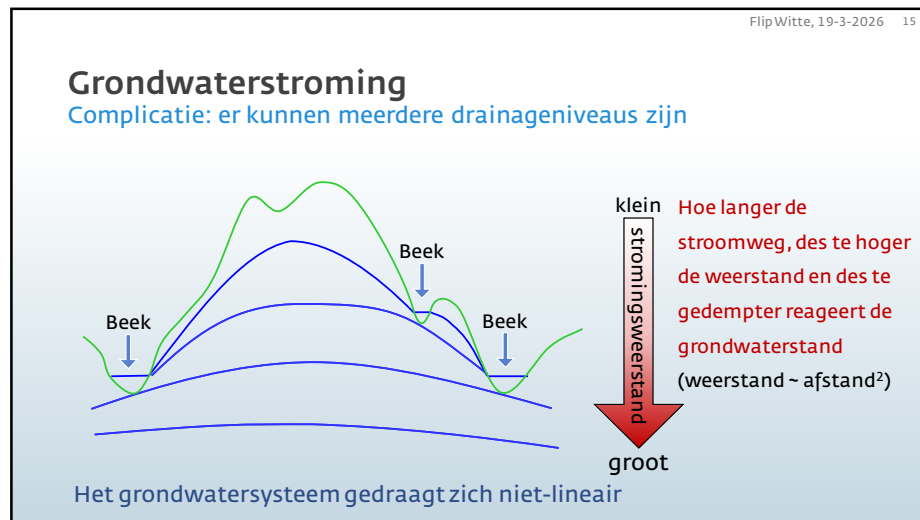 Flip Witte, 19-3-2026 15
Grondwaterstroming
Complicatie: er kunnen meerdere drainageniveaus zijn
Beek
Beek
Beek
klein
stromingsweerstand
groot
Hoe langer de
stroomweg, des te hoger
de weerstand en des te
gedempter reageert de
grondwaterstand
(weerstand ~ afstand²)
Het grondwatersysteem gedraagt zich niet-lineair